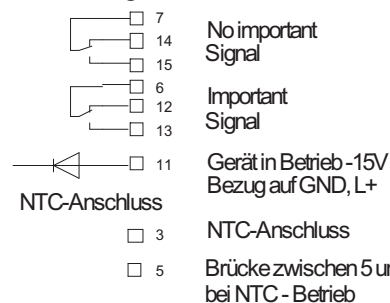 7
14 No important
15 Signal
6
12 Important
13 Signal
11 Gerät in Betrieb -15V
Bezug auf GND, L+
NTC-Anschluss
3 NTC-Anschluss
5 Brücke zwischen 5
bei NTC - Betrieb